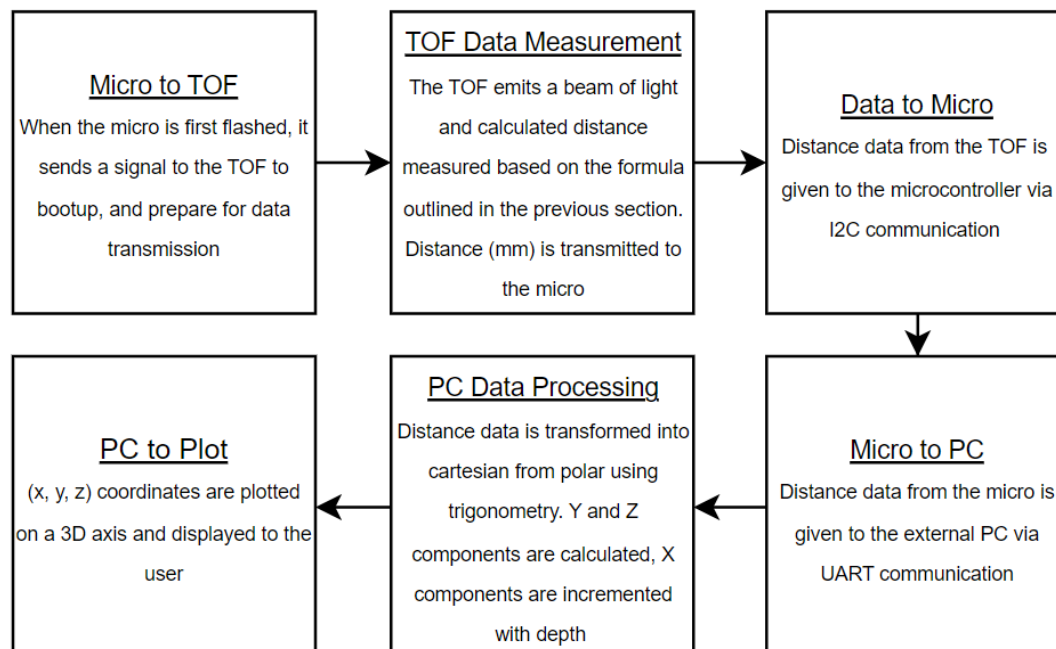 Micro to TOF
When the micro is first flashed, it
sends a signal to the TOF to
bootup, and prepare for data
transmission
TOF Data Measurement
The TOF emits a beam of light
and calculated distance
measured based on the formula
outlined in the previous section.
Distance (mm) is transmitted to
the micro
Data to Micro
Distance data from the TOF is
given to the microcontroller via
I2C communication
Micro to PC
Distance data from the micro is
given to the external PC via
UART communication
PC Data Processing
Distance data is transformed into
cartesian from polar using
trigonometry. Y and Z
components are calculated, X
components are incremented
with depth
PC to Plot
(x, y, z) coordinates are plotted
on a 3D axis and displayed to the
user